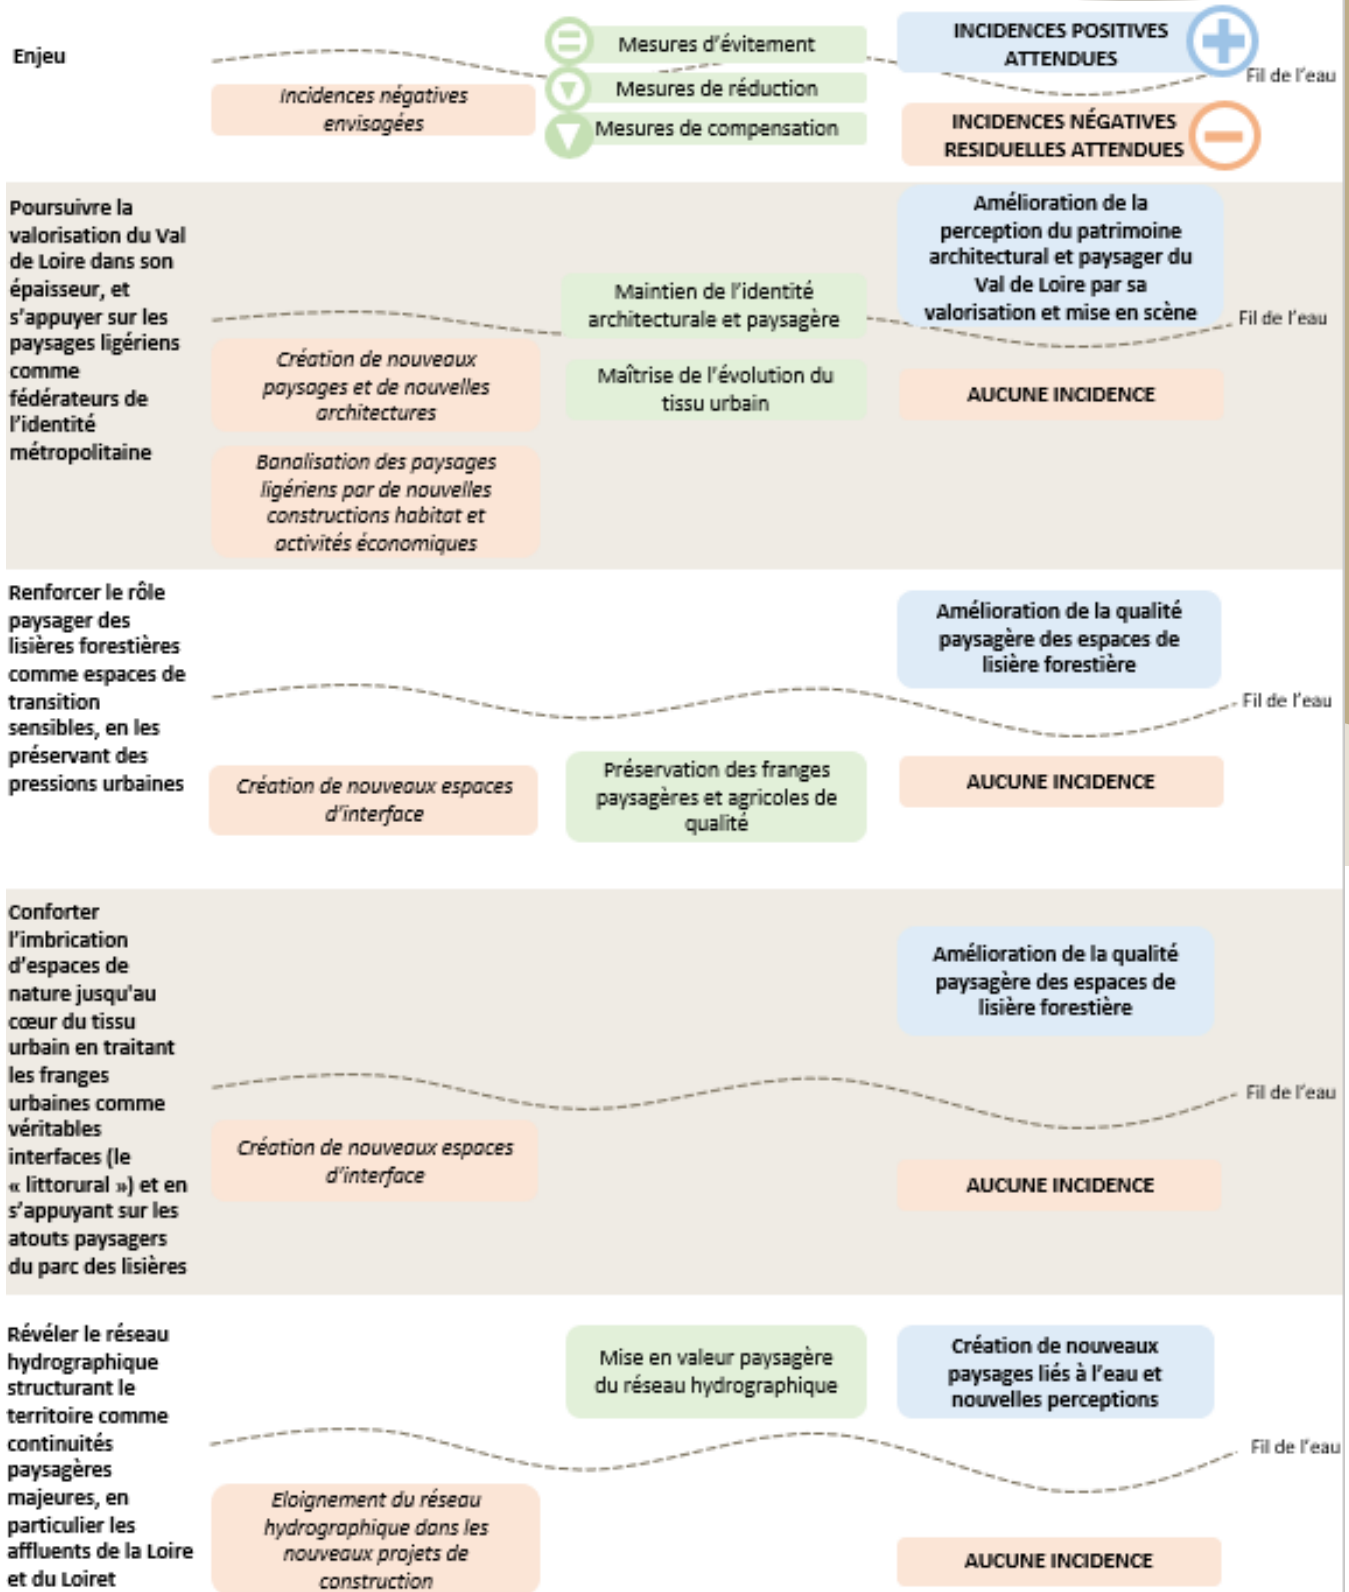 Enjeu
Incidences négatives
envisagées
Mesures d'évitement
Mesures de réduction
Mesures de compensation
INCIDENCES POSITIVES
ATTENDUES
Fil de l'eau
INCIDENCES NÉGATIVES
RESIDUELLES ATTENDUES
Poursuivre la
valorisation du Val
de Loire dans son
épaisseur, et
s'appuyer sur les
paysages ligériens
comme
fédérateurs de
l'identité
métropolitaine
Création de nouveaux
paysages et de nouvelles
architectures
Banalisation des paysages
ligériens par de nouvelles
constructions habitat et
activités économiques
Maintien de l'identité
architecturale et paysagère
Maîtrise de l'évolution du
tissu urbain
Amélioration de la
perception du patrimoine
architectural et paysager du
Val de Loire par sa
valorisation et mise en scène
Fil de l'eau
AUCUNE INCIDENCE
Renforcer le rôle
paysager des
lisières forestières
comme espaces de
transition
sensibles, en les
préservant des
pressions urbaines
Création de nouveaux espaces
d'interface
Préservation des franges
paysagères et agricoles de
qualité
Amélioration de la qualité
paysagère des espaces de
lisière forestière
Fil de l'eau
AUCUNE INCIDENCE
Conforter
l'imbrication
d'espaces de
nature jusqu'au
cœur du tissu
urbain en traitant
les franges
urbaines comme
véritables
interfaces (le
« littorural ») et en
s'appuyant sur les
atouts paysagers
du parc des lisières
Création de nouveaux espaces
d'interface
Amélioration de la qualité
paysagère des espaces de
lisière forestière
Fil de l'eau
AUCUNE INCIDENCE
Révéler le réseau
hydrographique
structurant le
territoire comme
continuités
paysagères
majeures, en
particulier les
affluents de la Loire
et du Loiret
Eloignement du réseau
hydrographique dans les
nouveaux projets de
construction
Mise en valeur paysagère
du réseau hydrographique
Création de nouveaux
paysages liés à l'eau et
nouvelles perceptions
Fil de l'eau
AUCUNE INCIDENCE